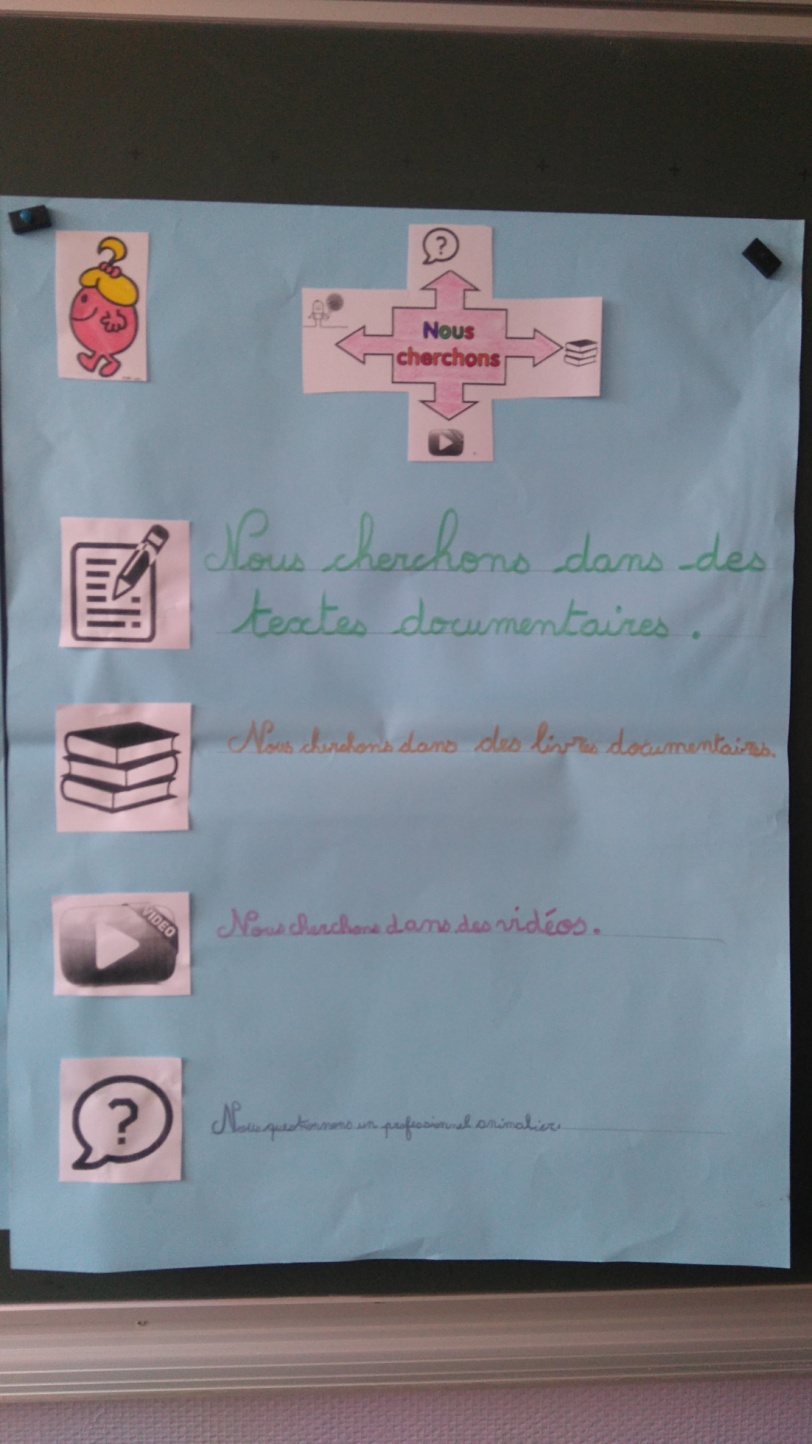 ?
Nous
cherchons
Nous cherchons dans des
textes documentaires.
Nous cherchons dans des livres documentaires.
VIDEO
Nous cherchons dans des vidéos.
?
Nous questionnons un professionnel animalier.